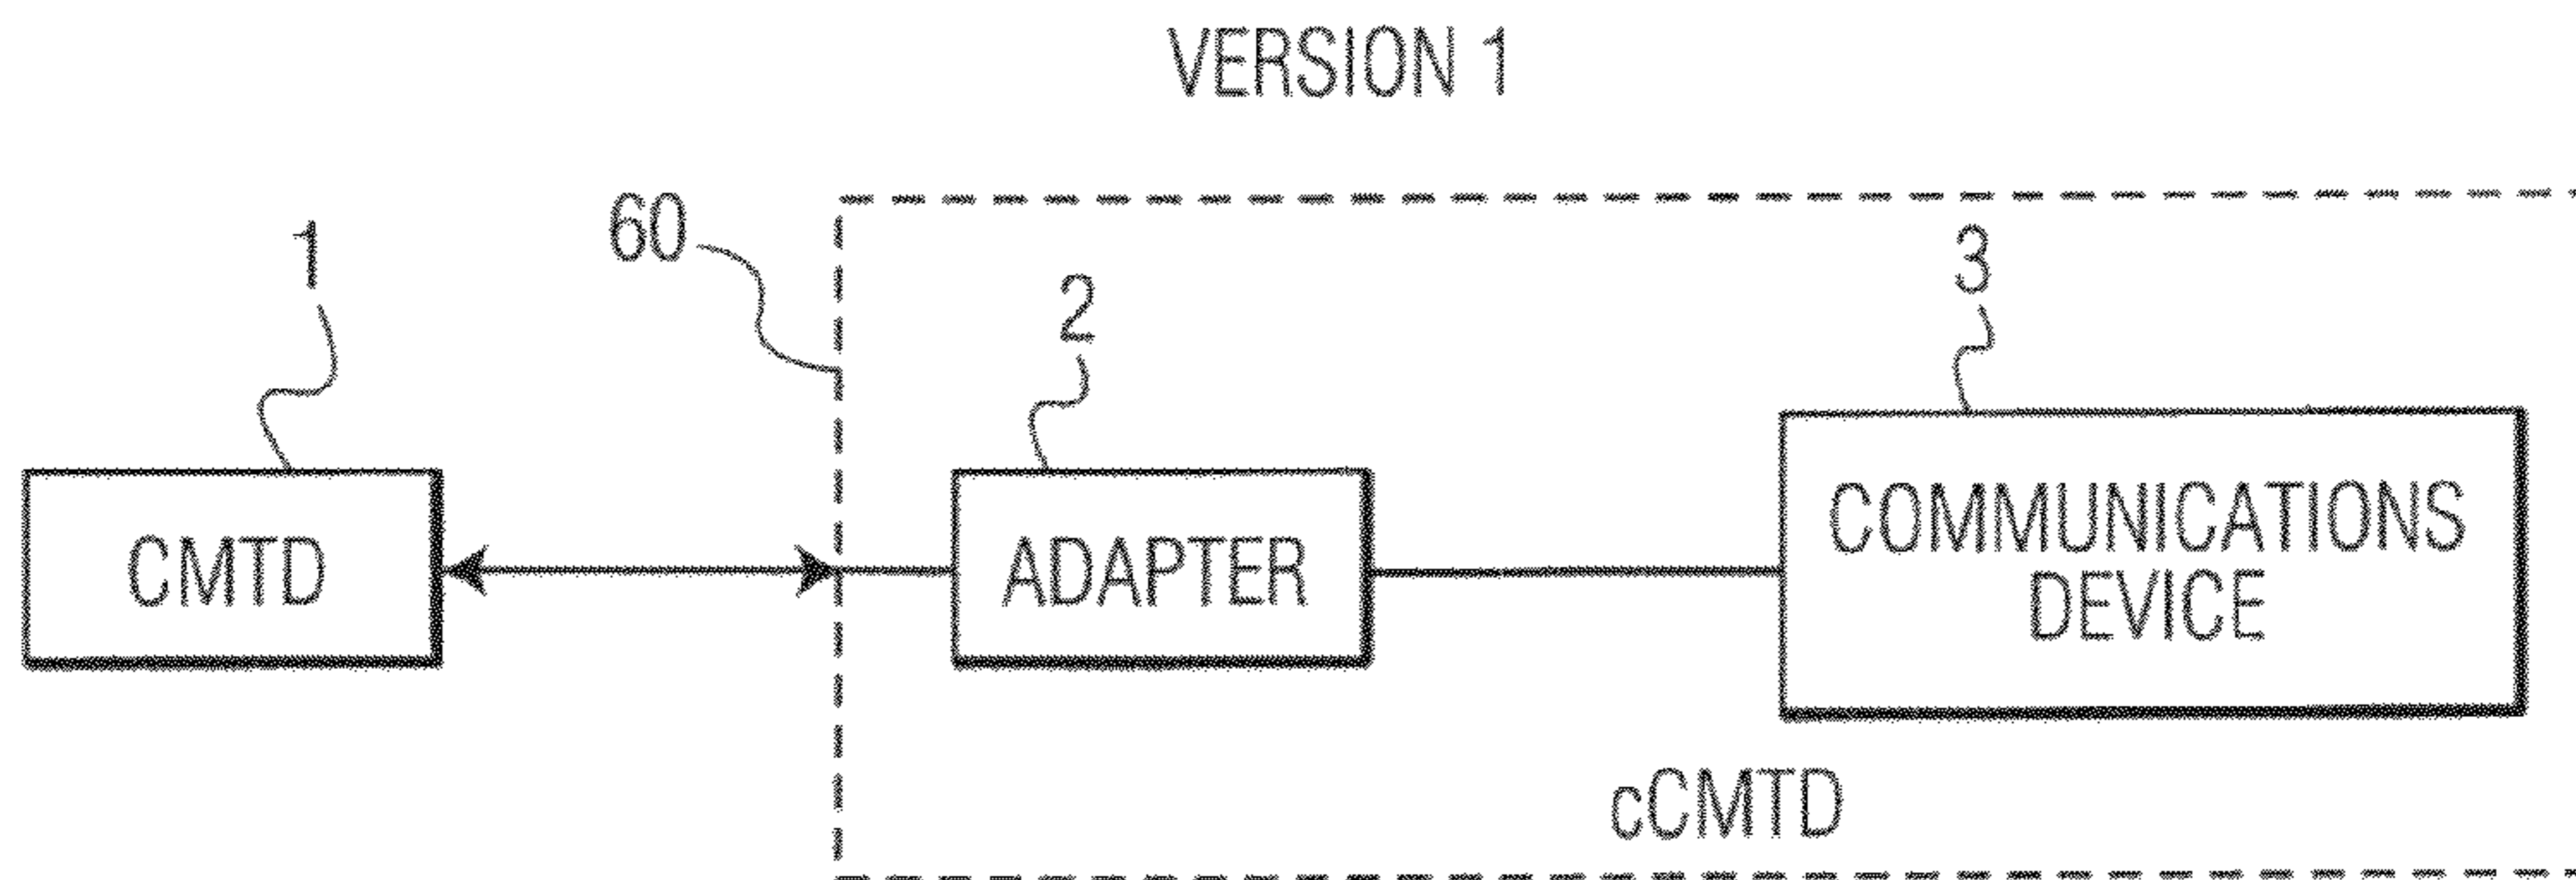 VERSION 1
60
1
2
3
CMTD
ADAPTER
COMMUNICATIONS
DEVICE
cCMTD